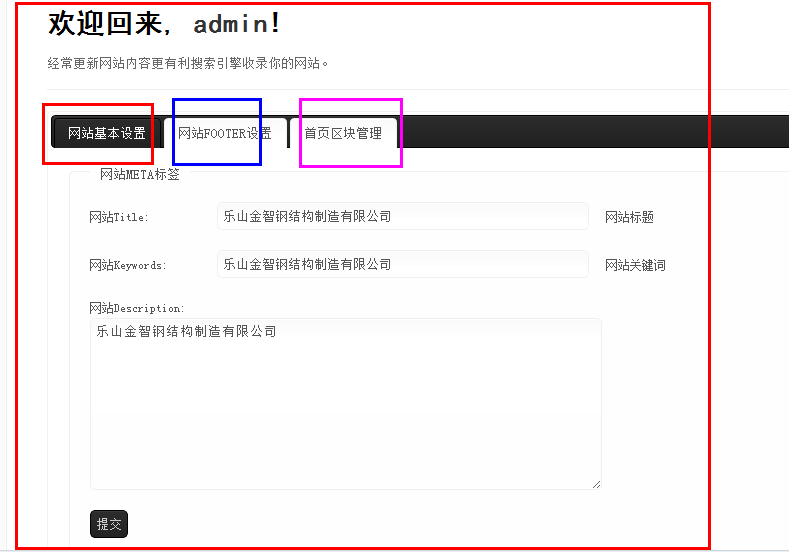 欢迎回来, admin!
经常更新网站内容更有利搜索引擎收录你的网站。
网站基本设置 网站FOOTER设置 首页区块管理
网站META标签
网站Title: 乐山金智钢结构制造有限公司 网站标题
网站Keywords: 乐山金智钢结构制造有限公司 网站关键词
网站Description:
乐山金智钢结构制造有限公司
提交